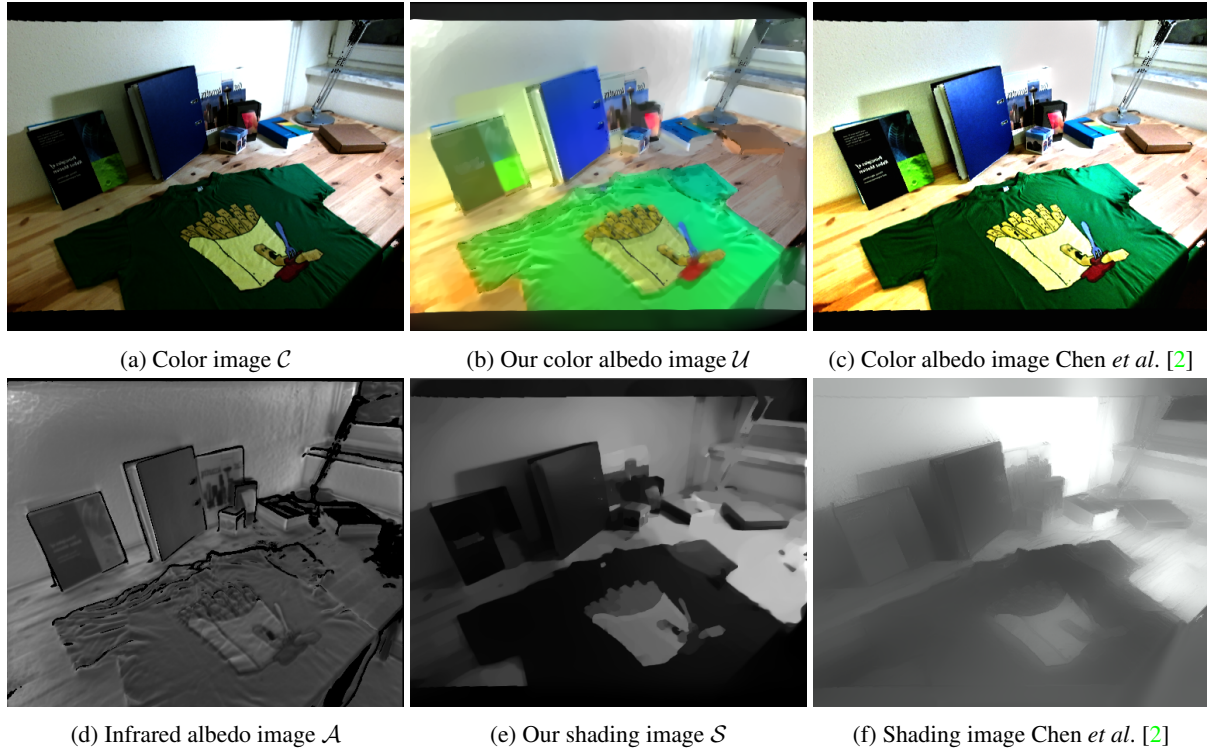 (a) Color image C
(b) Our color albedo image U
(c) Color albedo image Chen et al. [2]
(d) Infrared albedo image A
(e) Our shading image S
(f) Shading image Chen et al. [2]